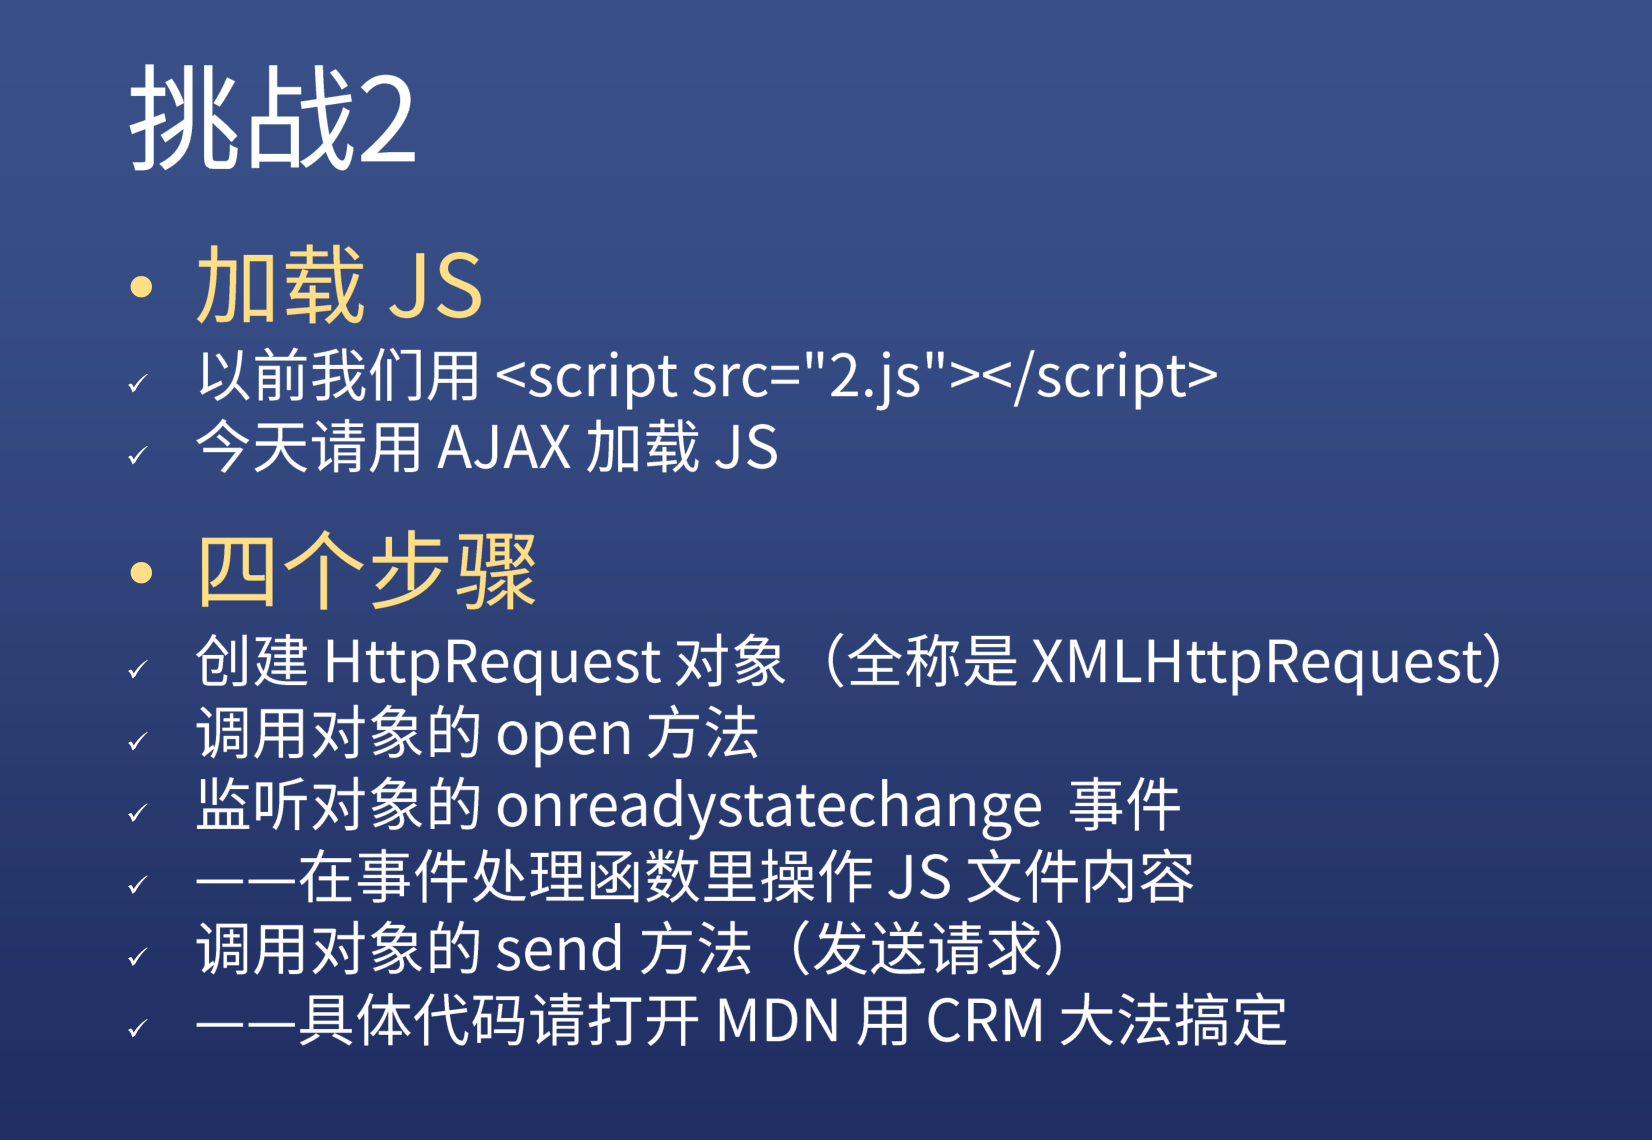 挑战2
• 加载 JS
✓ 以前我们用 <script src="2.js"></script>
✓ 今天请用 AJAX 加载 JS
• 四个步骤
✓ 创建 HttpRequest 对象（全称是 XMLHttpRequest）
✓ 调用对象的 open 方法
✓ 监听对象的 onreadystatechange 事件
✓ ——在事件处理函数里操作 JS 文件内容
✓ 调用对象的 send 方法（发送请求）
✓ ——具体代码请打开 MDN 用 CRM 大法搞定